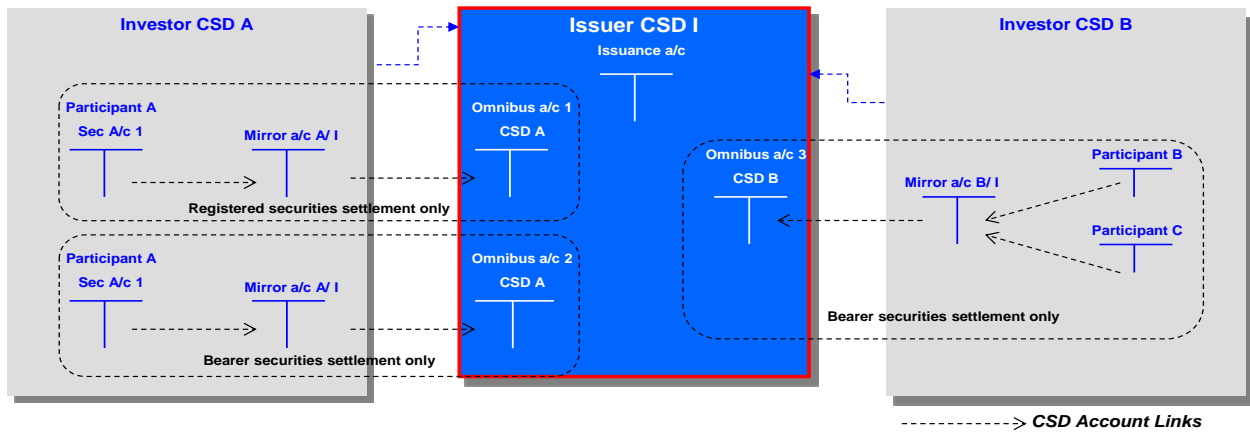 Investor CSD A
Issuer CSD I
Investor CSD B
Issuance a/c
Participant A
Sec A/c 1
Mirror a/c A/ I
Omnibus a/c 1
CSD A
Registered securities settlement only
Participant A
Sec A/c 1
Mirror a/c A/ I
Omnibus a/c 2
CSD A
Bearer securities settlement only
Omnibus a/c 3
CSD B
Mirror a/c B/ I
Participant B
Participant C
Bearer securities settlement only
CSD Account Links